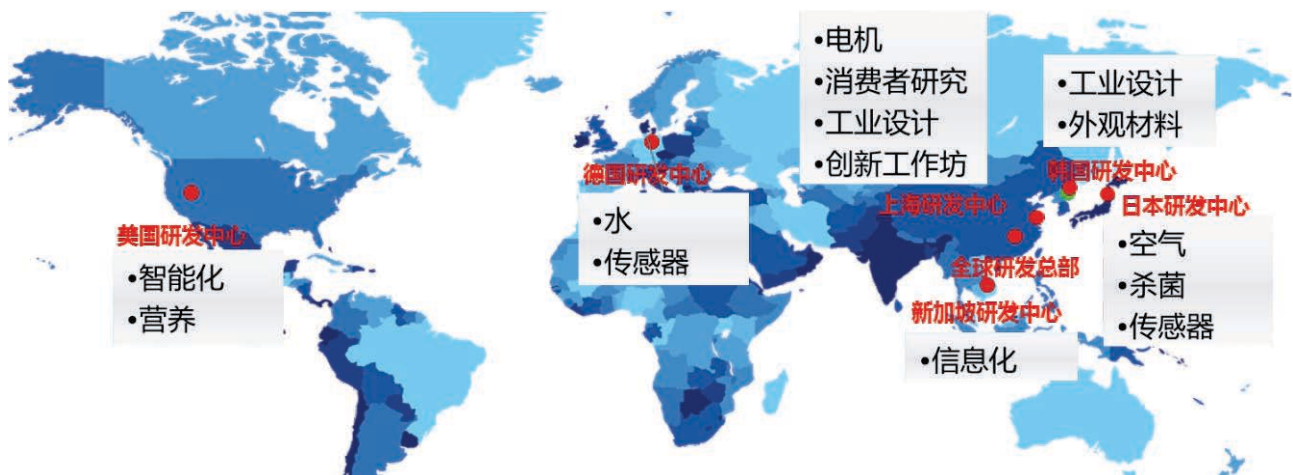 美国研发中心
•智能化
•营养
德国研发中心
•水
•传感器
•电机
•消费者研究
•工业设计
•创新工作坊
上海研发中心
全球研发总部
新加坡研发中心
•信息化
•工业设计
•外观材料
韩国研发中心
日本研发中心
•空气
•杀菌
•传感器